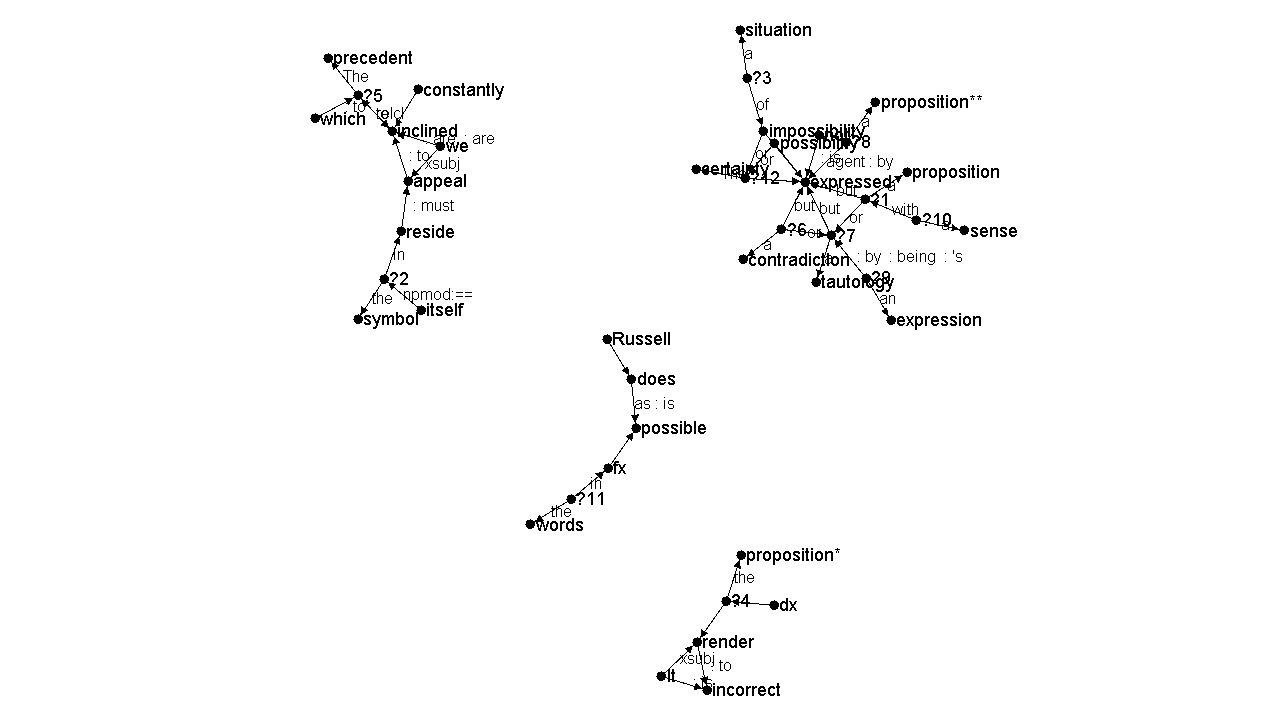 situation
precedent
a
The
?3
constantly
?5
of
proposition**
to
relcl
which
a
inclined
impossibility
are : are
we
possibility
?8
: to
or
: is
xsubj
or
agent : by
certainty
proposition
appeal
?12
expressed
a
but
?1
: must
but
but
or
with
?10
a
reside
?6
or
?7
sense
in
a
: by : being : 's
contradiction
?2
?9
the
npmod:==
tautology
an
itself
symbol
expression
Russell
does
as : is
possible
fx
in
?11
the
words
proposition*
the
?4
dx
render
xsubj
: to
It
: is
incorrect